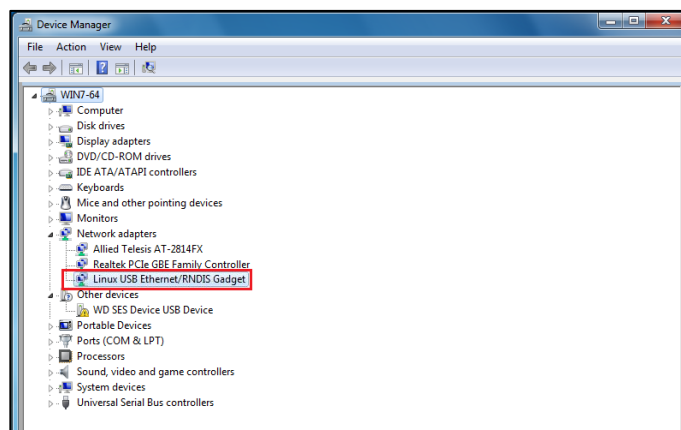 Device Manager
File Action View Help
WIN7-64
Computer
Disk drives
Display adapters
DVD/CD-ROM drives
IDE ATA/ATAPI controllers
Keyboards
Mice and other pointing devices
Monitors
Network adapters
Allied Telesis AT-2814FX
Realtek PCIe GBE Family Controller
Linux USB Ethernet/RNDIS Gadget
Other devices
WD SES Device USB Device
Portable Devices
Ports (COM & LPT)
Processors
Sound, video and game controllers
System devices
Universal Serial Bus controllers